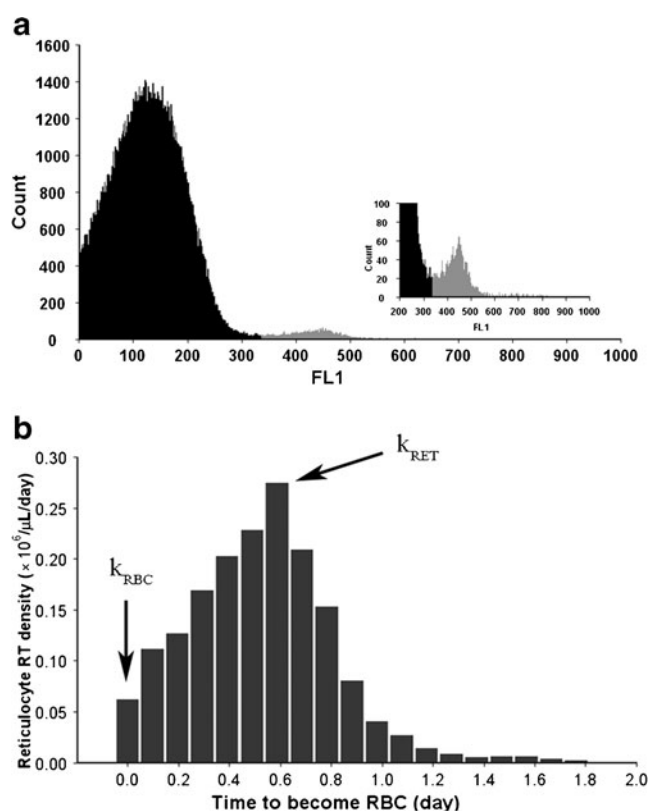 a
1600
1400
1200
1000
800
600
400
200
0
Count
0 100 200 300 400 500 600 700 800 900 1000
FL1
100
80
60
40
20
0
Count
200 300 400 500 600 700 800 900 1000
FL1
b
0.30
0.25
0.20
0.15
0.10
0.05
0.00
Reticulocyte RT density (×10⁶/µL/day)
kRBC
kRET
0.0 0.2 0.4 0.6 0.8 1.0 1.2 1.4 1.6 1.8 2.0
Time to become RBC (day)